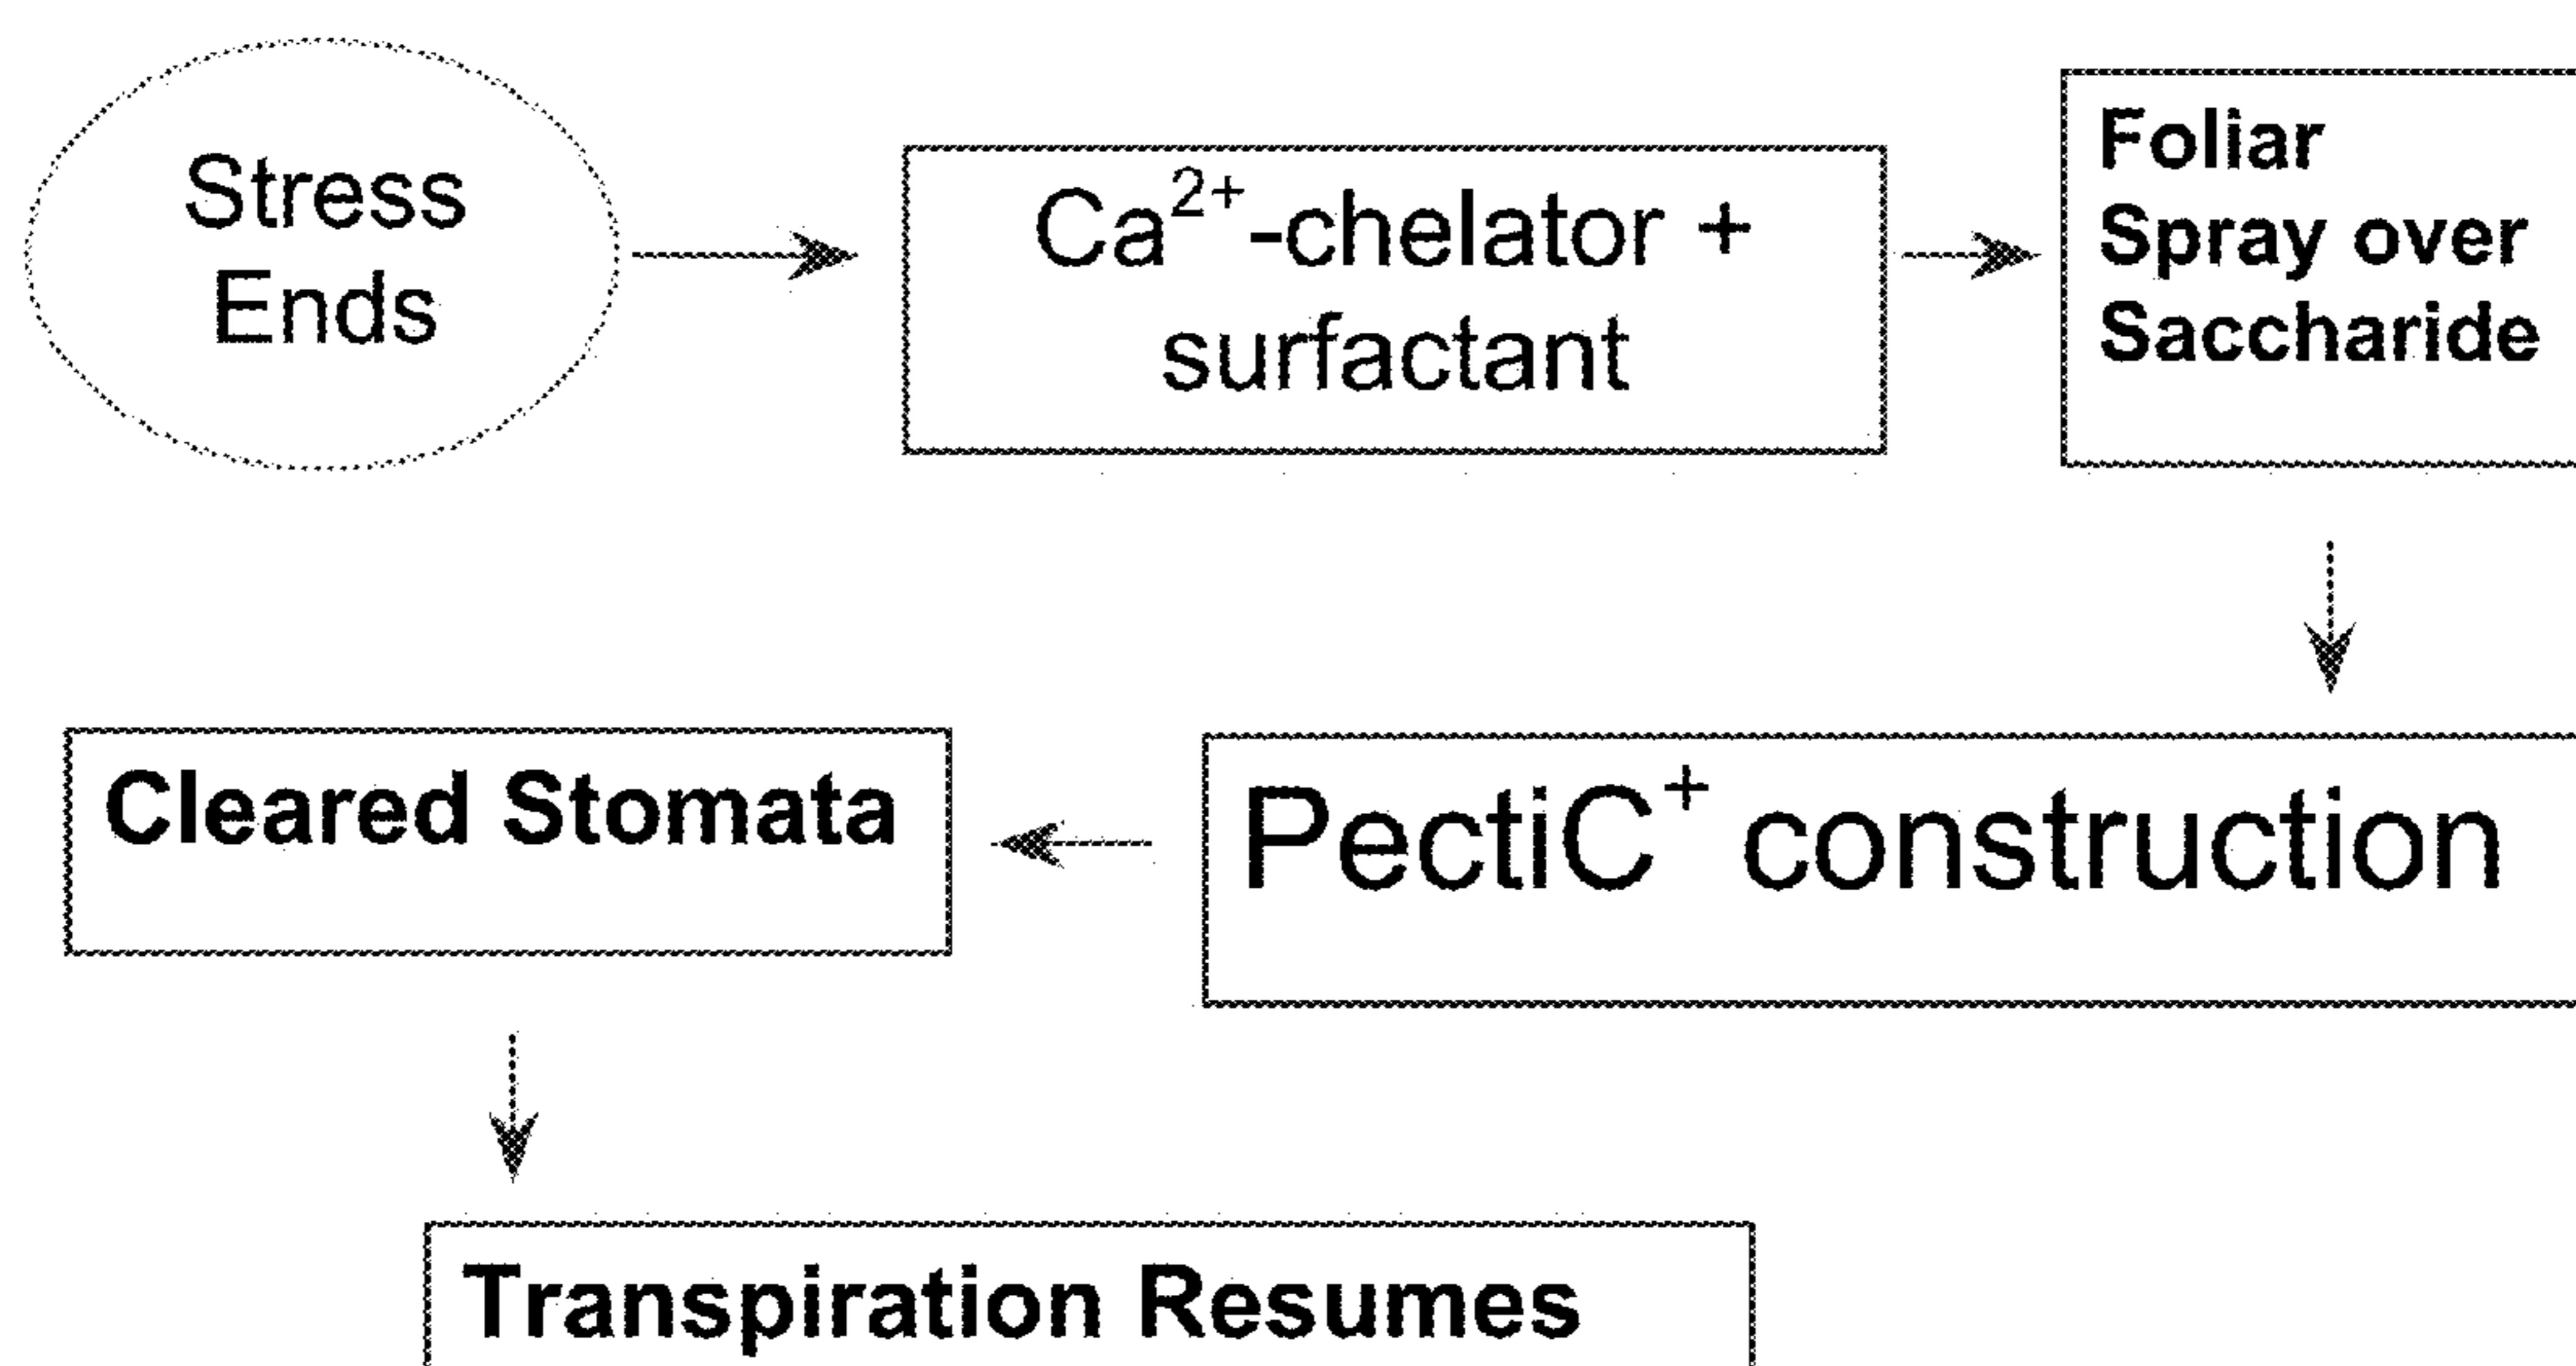 Stress
Ends
Ca²⁺-chelator +
surfactant
Foliar
Spray over
Saccharide
PectiC⁺ construction
Cleared Stomata
Transpiration Resumes